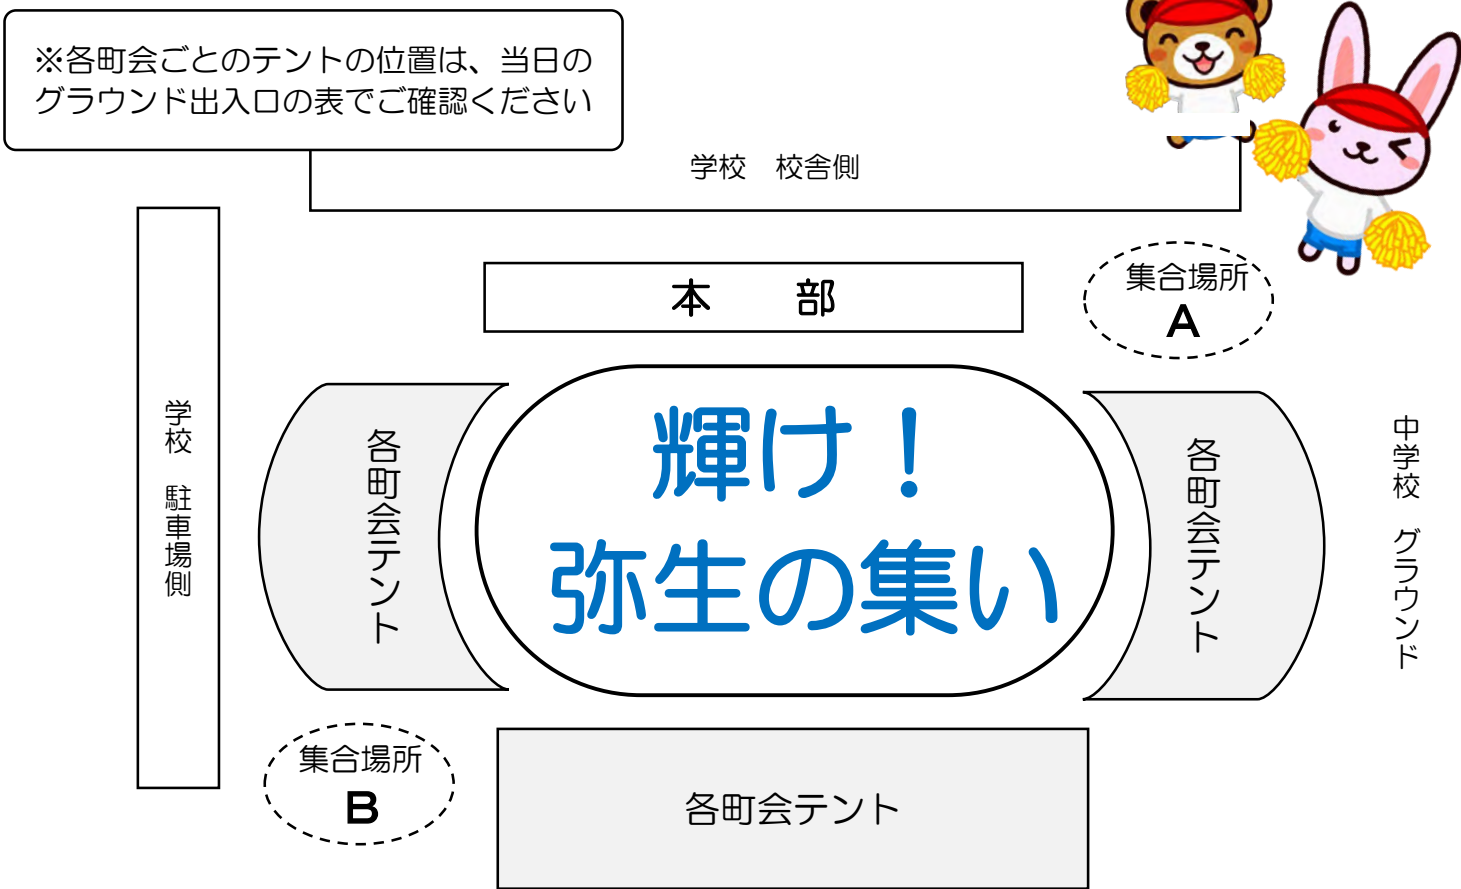 ※各町会ごとのテントの位置は、当日の
グラウンド出入口の表でご確認ください
学校　校舎側
本　部
集合場所
A
学校　駐車場側
各町会テント
輝け！
弥生の集い
各町会テント
中学校　グラウンド
集合場所
B
各町会テント